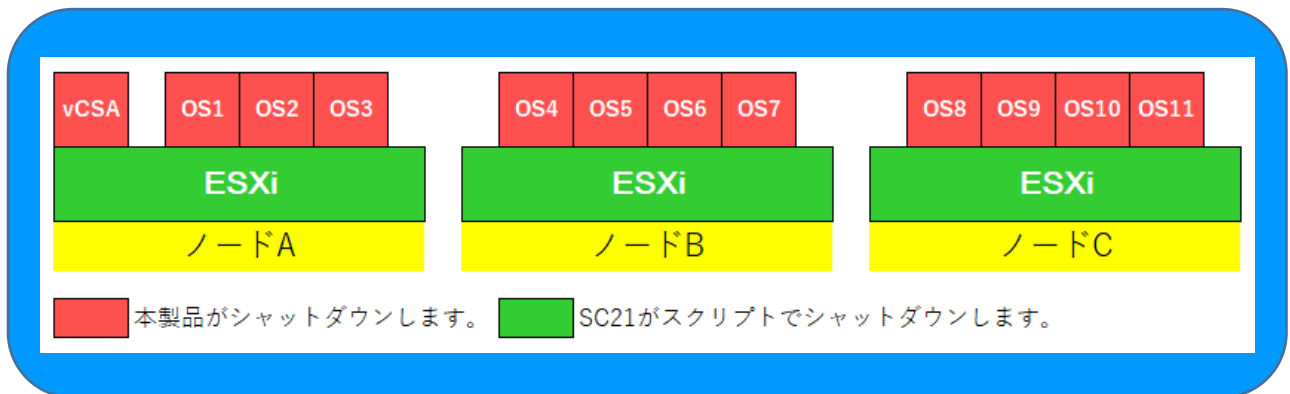 vCSA OS1 OS2 OS3 OS4 OS5 OS6 OS7 OS8 OS9 OS10 OS11
ESXi ESXi ESXi
ノードA ノードB ノードC
本製品がシャットダウンします。 SC21がスクリプトでシャットダウンします。